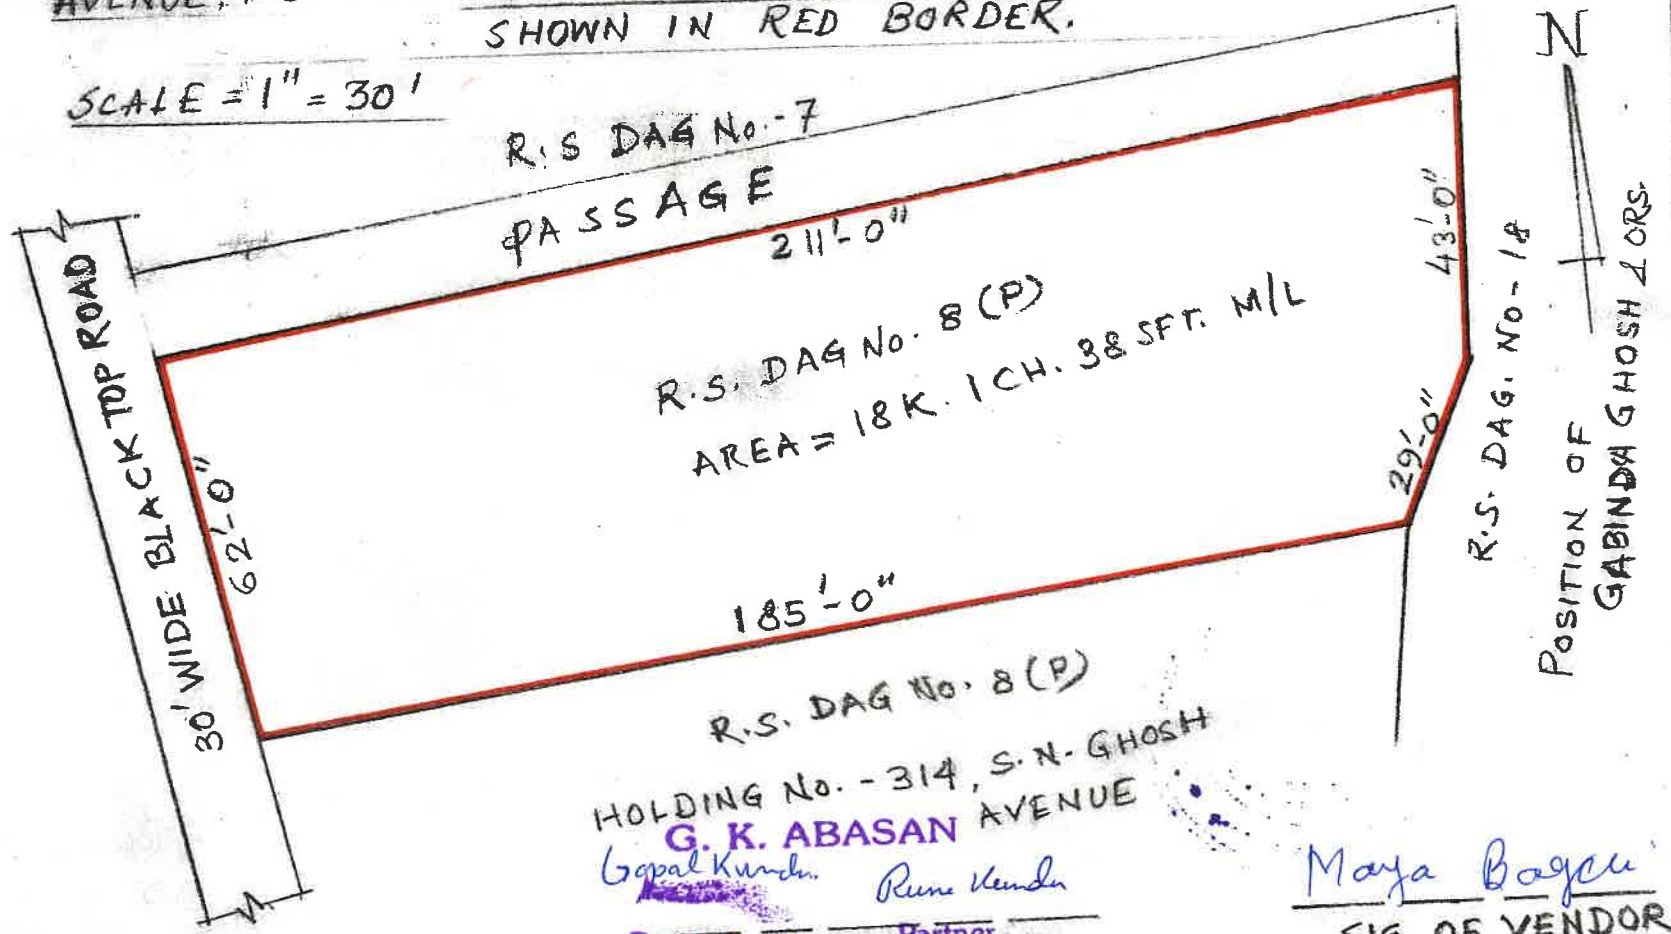 AVENUE,
SHOWN IN RED BORDER.
SCALE = 1" = 30'
N
R.S DAG No.-7
PASSAGE
211'-0"
43'-0"
30' WIDE BLACK TOP ROAD
62'-0"
R.S. DAG No. 8 (P)
AREA = 18 K. 1 CH. 38 SFT. M/L
29'-0"
R.S. DAG. No-18
POSITION OF
GABINDA GHOSH & ORS.
185'-0"
R.S. DAG No. 8 (P)
HOLDING No. - 314, S.N. GHOSH
AVENUE
G. K. ABASAN
Gopal Kundu
Runu Kundu
Partner
Maya Bagchi
SIG. OF VENDOR